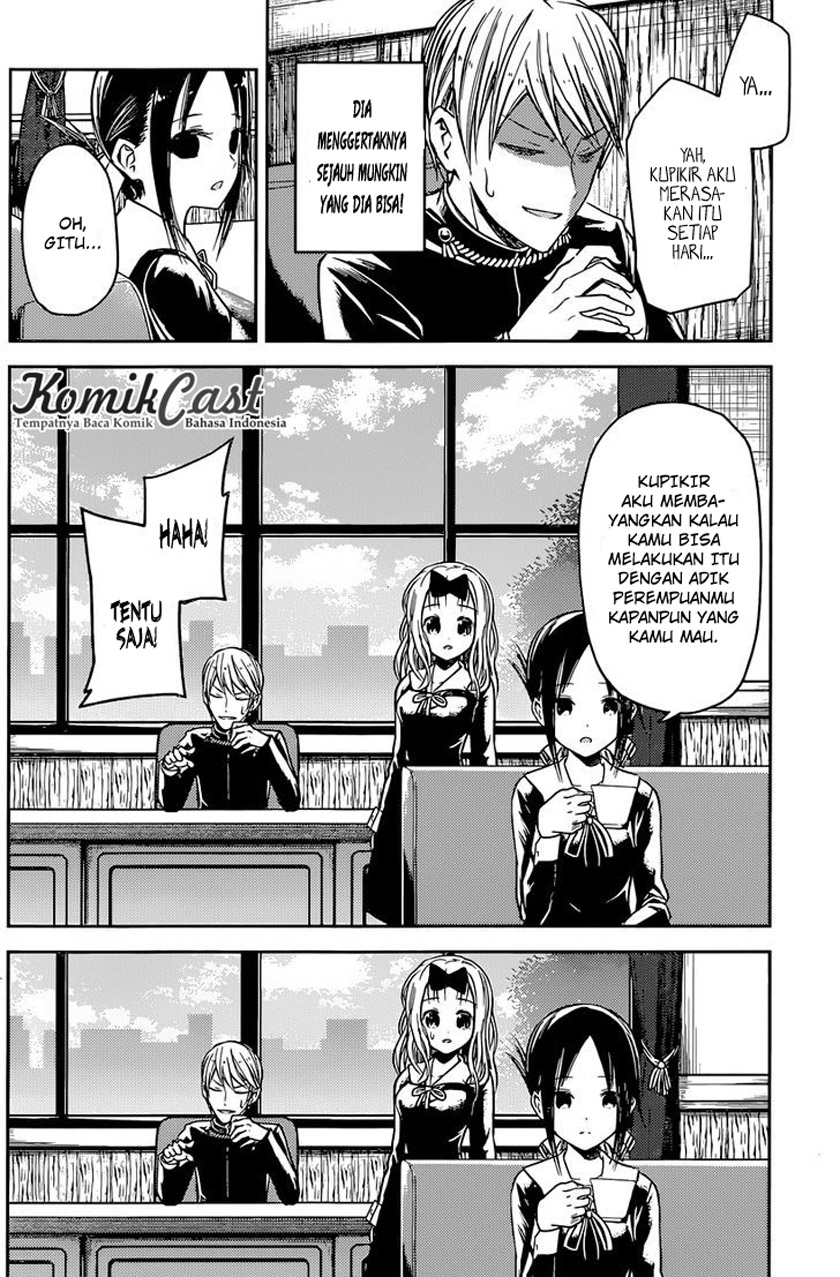 YA...
YAH,
KUPIKIR AKU
MERASA-
KAN ITU
SETIAP
HARI...
DIA
MENGGERTAKNYA
SEJAUH MUNGKIN
YANG DIA BISA!
OH,
GITU...
KomikCast
Tempatnya Baca Komik Bahasa Indonesia
KUPIKIR
AKU MEMBA-
YANGKAN KALAU
KAMU BISA
MELAKUKAN ITU
DENGAN ADIK
PEREMPUANMU
KAPANPUN YANG
KAMU MAU.
HAHA!
TENTU
SAJA!